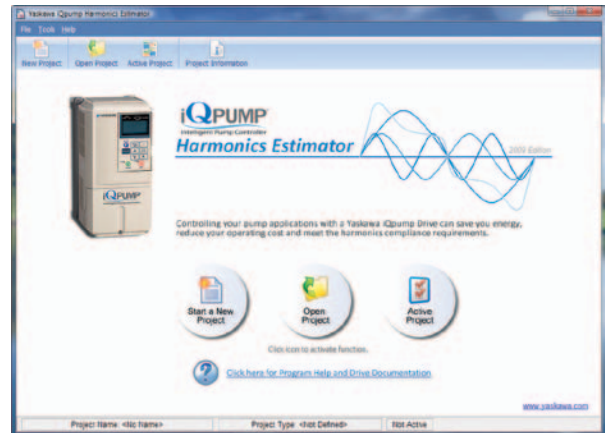 Yaskawa iQpump Harmonics Estimator
File Tools Help
New Project Open Project Active Project Project Information
iQPUMP
Intelligent Pump Controller
Harmonics Estimator
2009 Edition
iQPUMP
Controlling your pump applications with a Yaskawa iQpump Drive can save you energy,
reduce your operating cost and meet the harmonics compliance requirements.
Start a New
Project
Open
Project
Active
Project
Click icon to activate function.
Click here for Program Help and Drive Documentation
www.yaskawa.com
Project Name: <No Name> Project Type: <Not Defined> Not Active